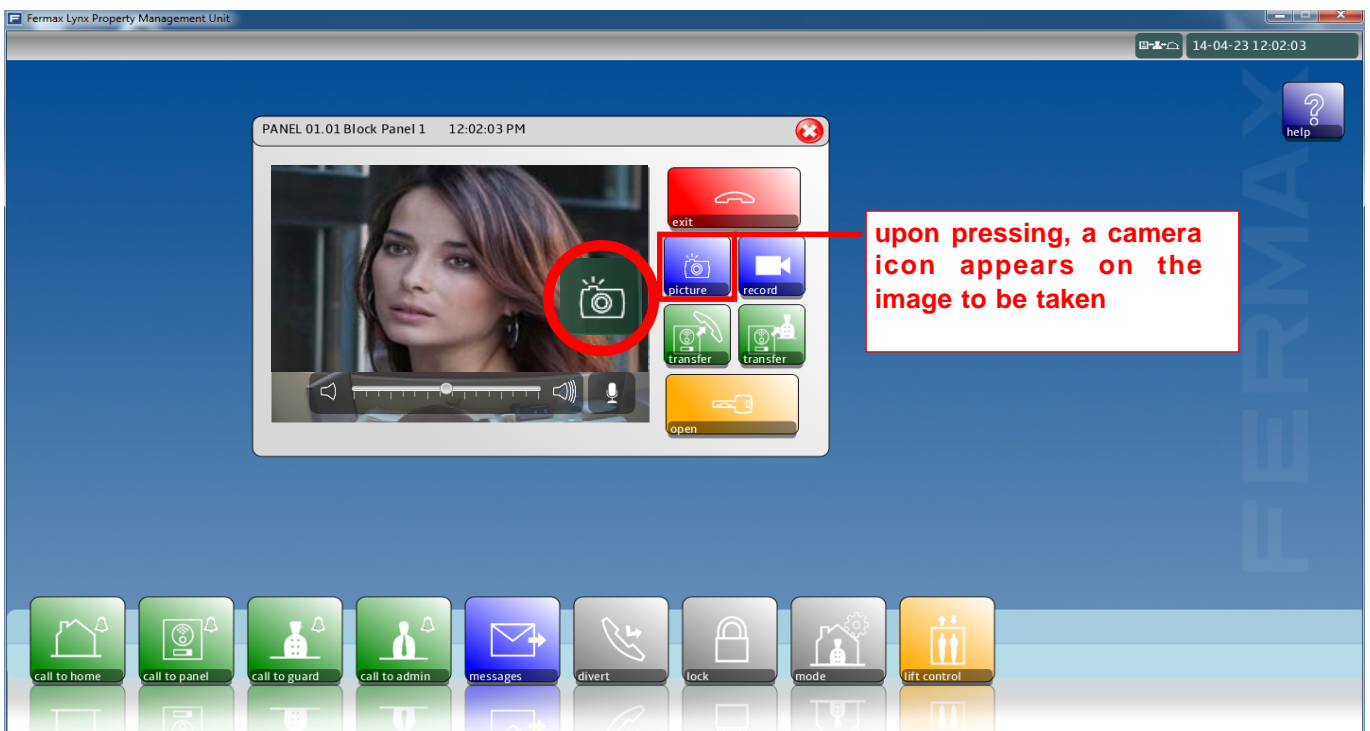 Fermax Lynx Property Management Unit
14-04-23 12:02:03
help
PANEL 01.01 Block Panel 1 12:02:03 PM
exit
picture record
transfer transfer
open
upon pressing, a camera
icon appears on the
image to be taken
FERMAX
call to home call to panel call to guard call to admin messages divert lock mode lift control